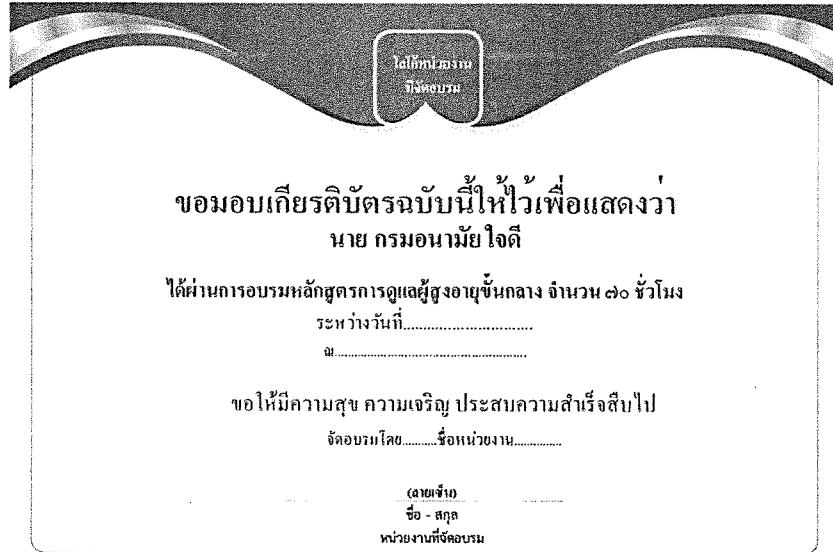 โลโก้หน่วยงาน
ที่จัดอบรม
ขอมอบเกียรติบัตรฉบับนี้ให้ไว้เพื่อแสดงว่า
นาย กรมอนามัย ใจดี
ได้ผ่านการอบรมหลักสูตรการดูแลผู้สูงอายุขั้นกลาง จำนวน ๗๐ ชั่วโมง
ระหว่างวันที่..............................
ณ......................................................
ขอให้มีความสุข ความเจริญ ประสบความสำเร็จสืบไป
จัดอบรมโดย..........ชื่อหน่วยงาน..............
(ลายเซ็น)
ชื่อ - สกุล
หน่วยงานที่จัดอบรม